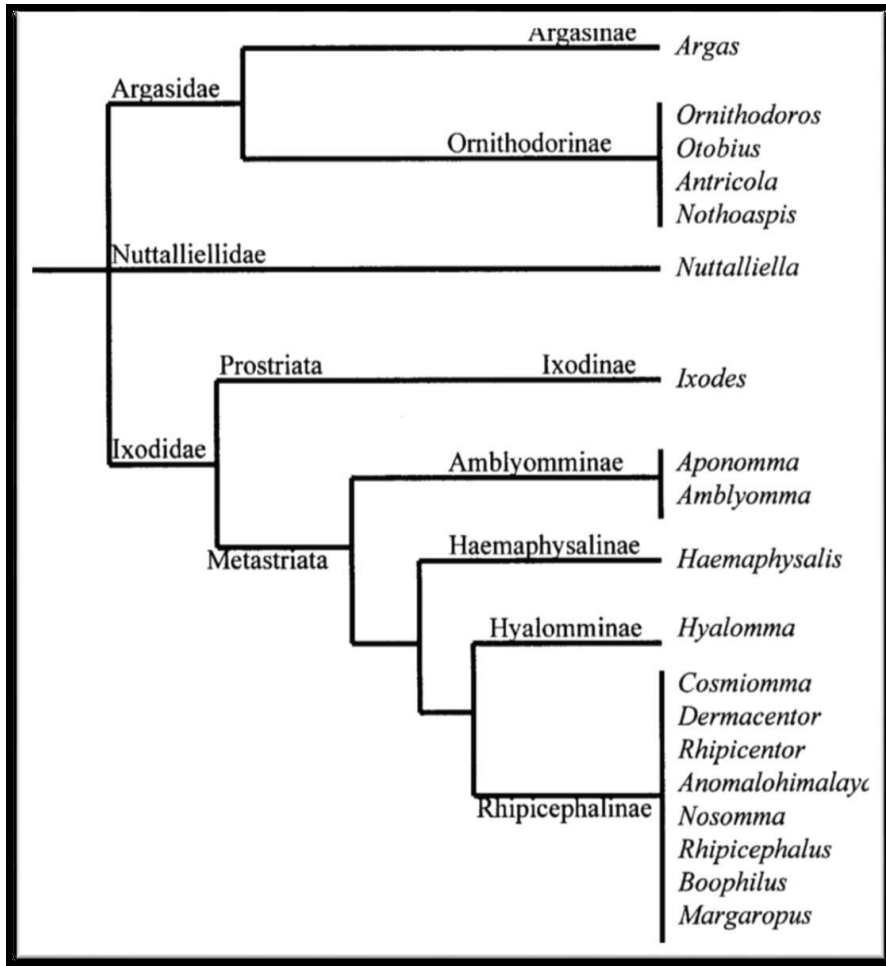 Argasinae
Argas
Argasidae
Ornithodoros
Ornithodorinae
Otobius
Antricola
Nothoaspis
Nuttalliellidae
Nuttalliella
Prostriata
Ixodinae
Ixodes
Ixodidae
Amblyomminae
Aponomma
Amblyomma
Metastriata
Haemaphysalinae
Haemaphysalis
Hyalomminae
Hyalomma
Cosmiomma
Dermacentor
Rhipicentor
Anomalohimalaya
Nosomma
Rhipicephalinae
Rhipicephalus
Boophilus
Margaropus